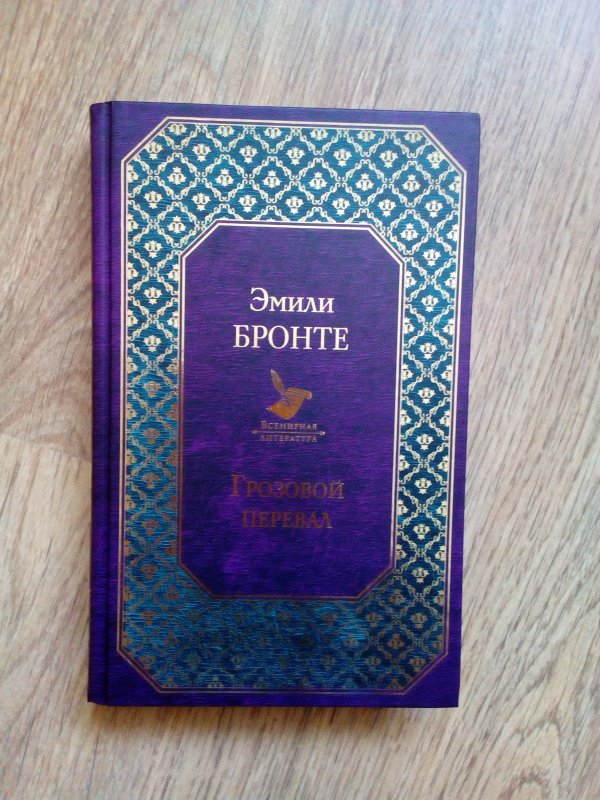 Эмили
БРОНТЕ
Всемирная
литература
Грозовой
перевал